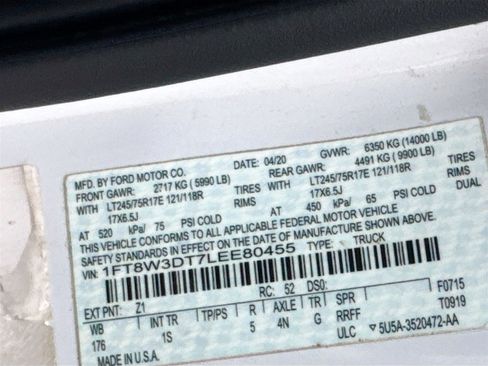 MFD. BY FORD MOTOR CO.
DATE: 04/20 GVWR: 6350 KG (14000 LB)
FRONT GAWR: 2717 KG (5990 LB) REAR GAWR: 4491 KG (9900 LB)
WITH LT245/75R17E 121/118R TIRES WITH LT245/75R17E 121/118R TIRES
17X6.5J RIMS 17X6.5J RIMS
AT 520 kPa/ 75 PSI COLD AT 450 kPa/ 65 PSI COLD DUAL
THIS VEHICLE CONFORMS TO ALL APPLICABLE FEDERAL MOTOR VEHICLE
SAFETY STANDARDS IN EFFECT ON THE DATE OF MANUFACTURE SHOWN ABOVE.
VIN: 1FT8W3DT7LEE80455 TYPE: TRUCK
F0715
EXT PNT: Z1 RC: 52 DSO: T0919
WB INT TR TP/PS R AXLE TR SPR
176 1S 5 4N G RRFF
MADE IN U.S.A. ULC 5U5A-3520472-AA